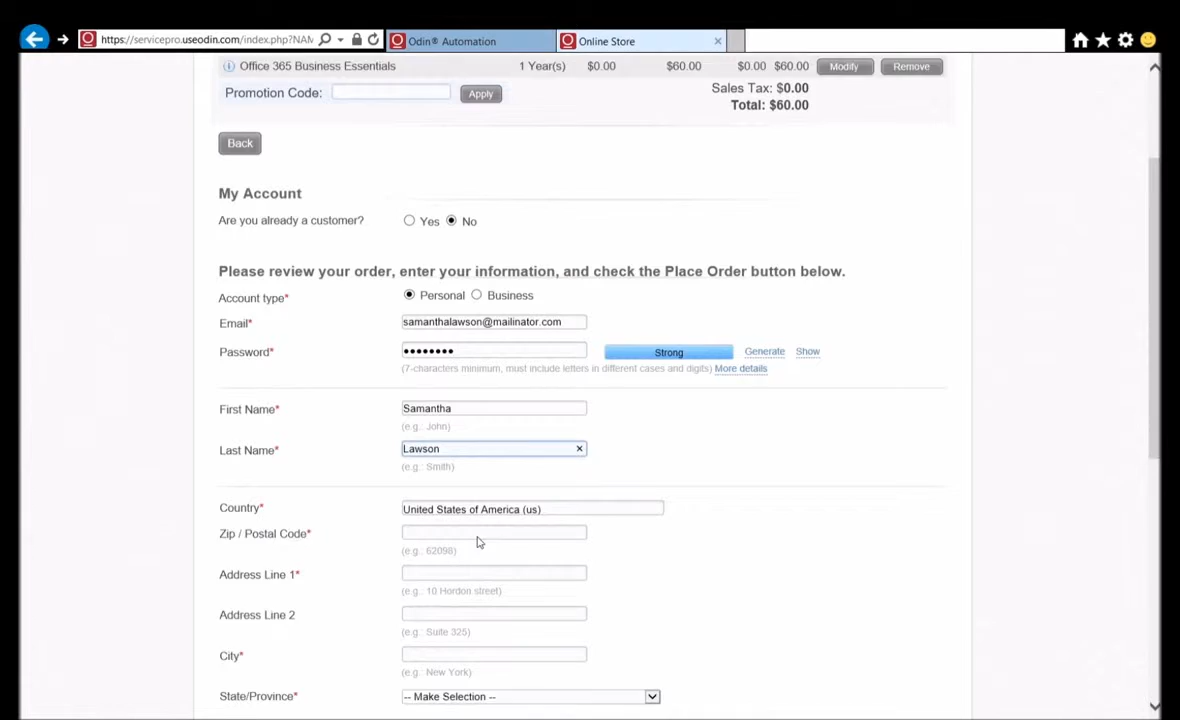 https://servicepro.useodin.com/index.php?NAM
Odin® Automation
Online Store
Office 365 Business Essentials 1 Year(s) $0.00 $60.00 $0.00 $60.00 Modify Remove
Promotion Code: Apply
Sales Tax: $0.00
Total: $60.00
Back
My Account
Are you already a customer? Yes No
Please review your order, enter your information, and check the Place Order button below.
Account type* Personal Business
Email* samanthalawson@mailinator.com
Password* •••••••• Strong Generate Show
(7-characters minimum, must include letters in different cases and digits) More details
First Name* Samantha
(e.g.: John)
Last Name* Lawson
(e.g.: Smith)
Country* United States of America (us)
Zip / Postal Code*
(e.g.: 62098)
Address Line 1*
(e.g.: 10 Hordon street)
Address Line 2
(e.g.: Suite 325)
City*
(e.g.: New York)
State/Province* -- Make Selection --